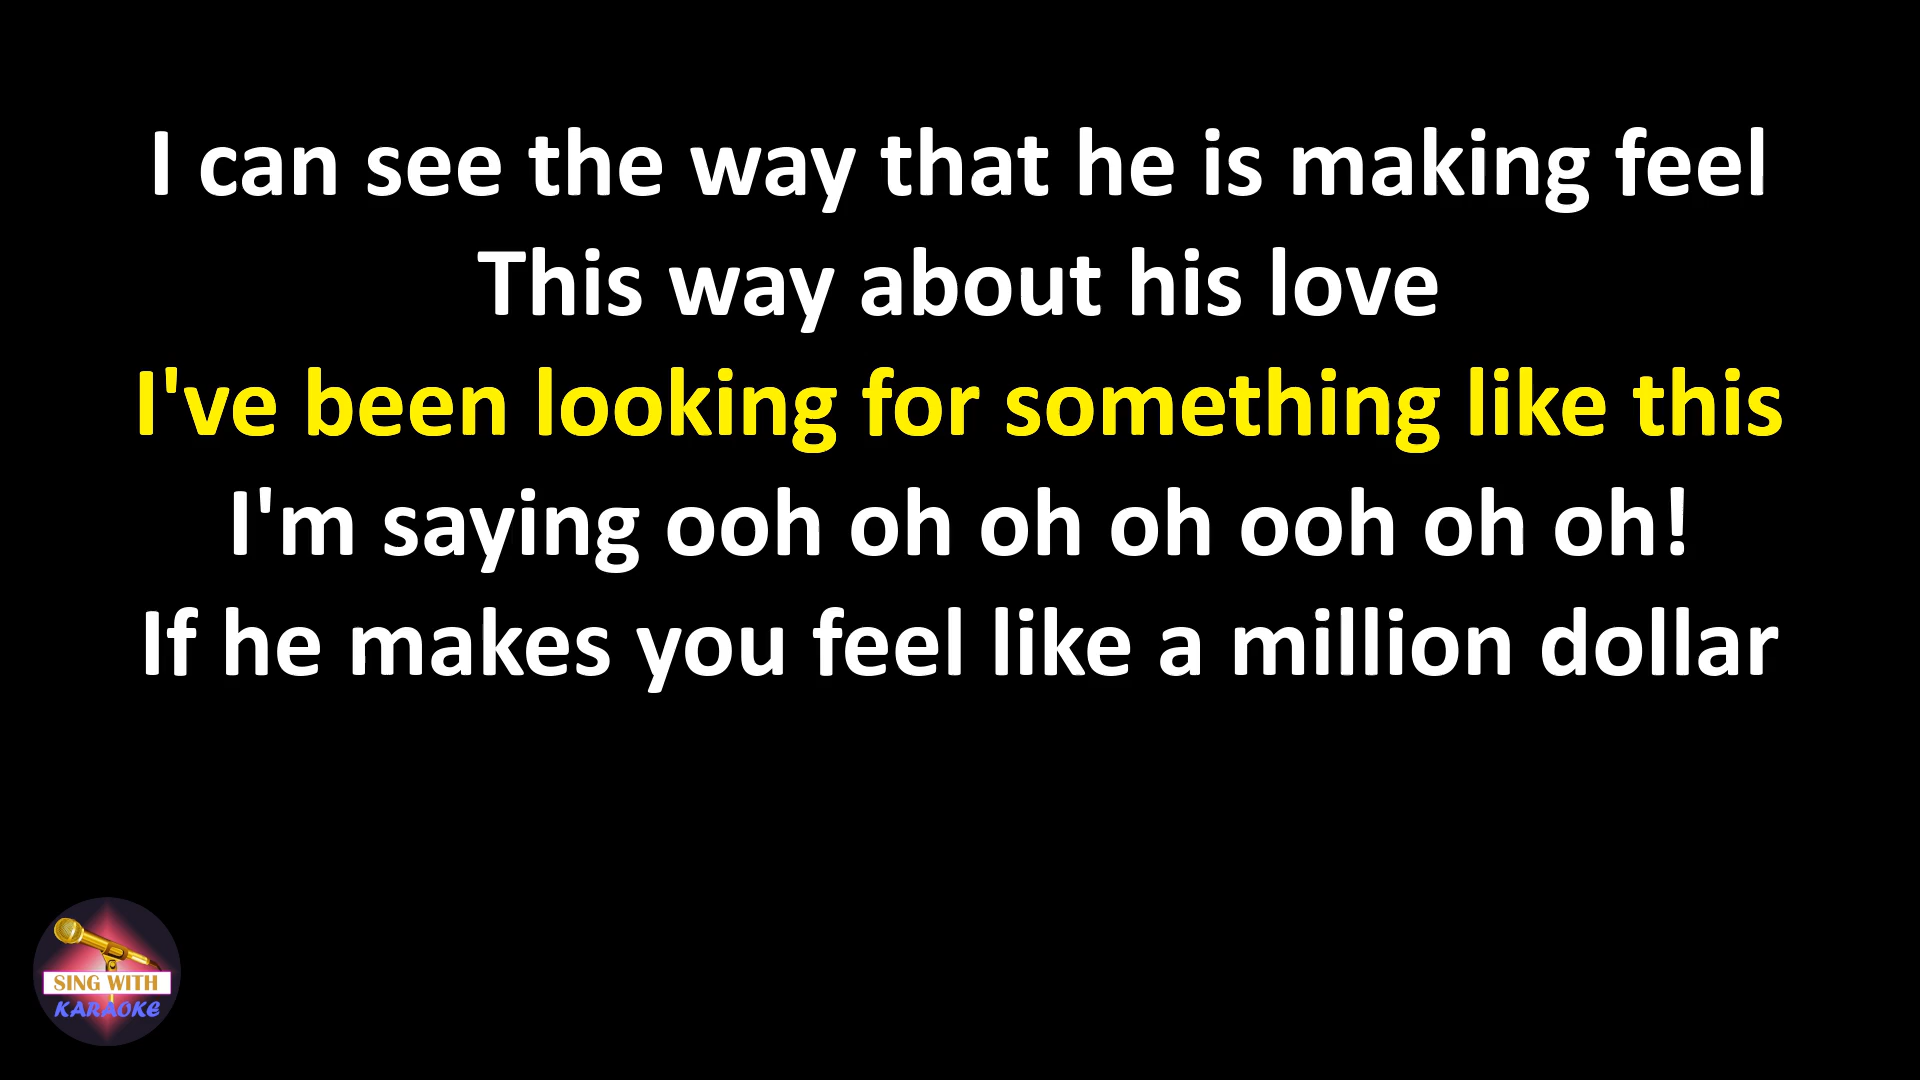 I can see the way that he is making feel
This way about his love
I've been looking for something like this
I'm saying ooh oh oh oh ooh oh oh!
If he makes you feel like a million dollar
SING WITH
KARAOKE